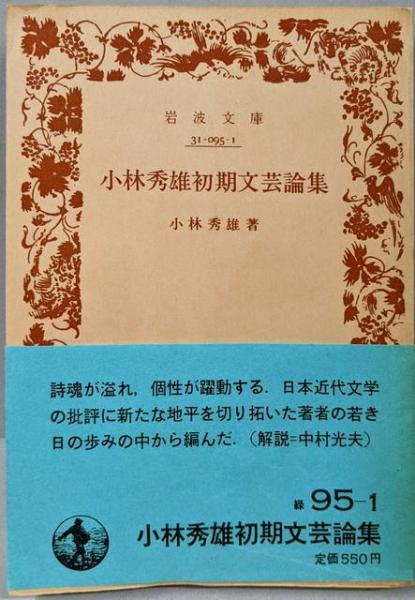 岩波文庫
31-095-1
小林秀雄初期文芸論集
小林秀雄著
詩魂が溢れ，個性が躍動する．日本近代文学
の批評に新たな地平を切り拓いた著者の若き
日の歩みの中から編んだ．（解説=中村光夫）
緑 95-1
小林秀雄初期文芸論集
定価550円